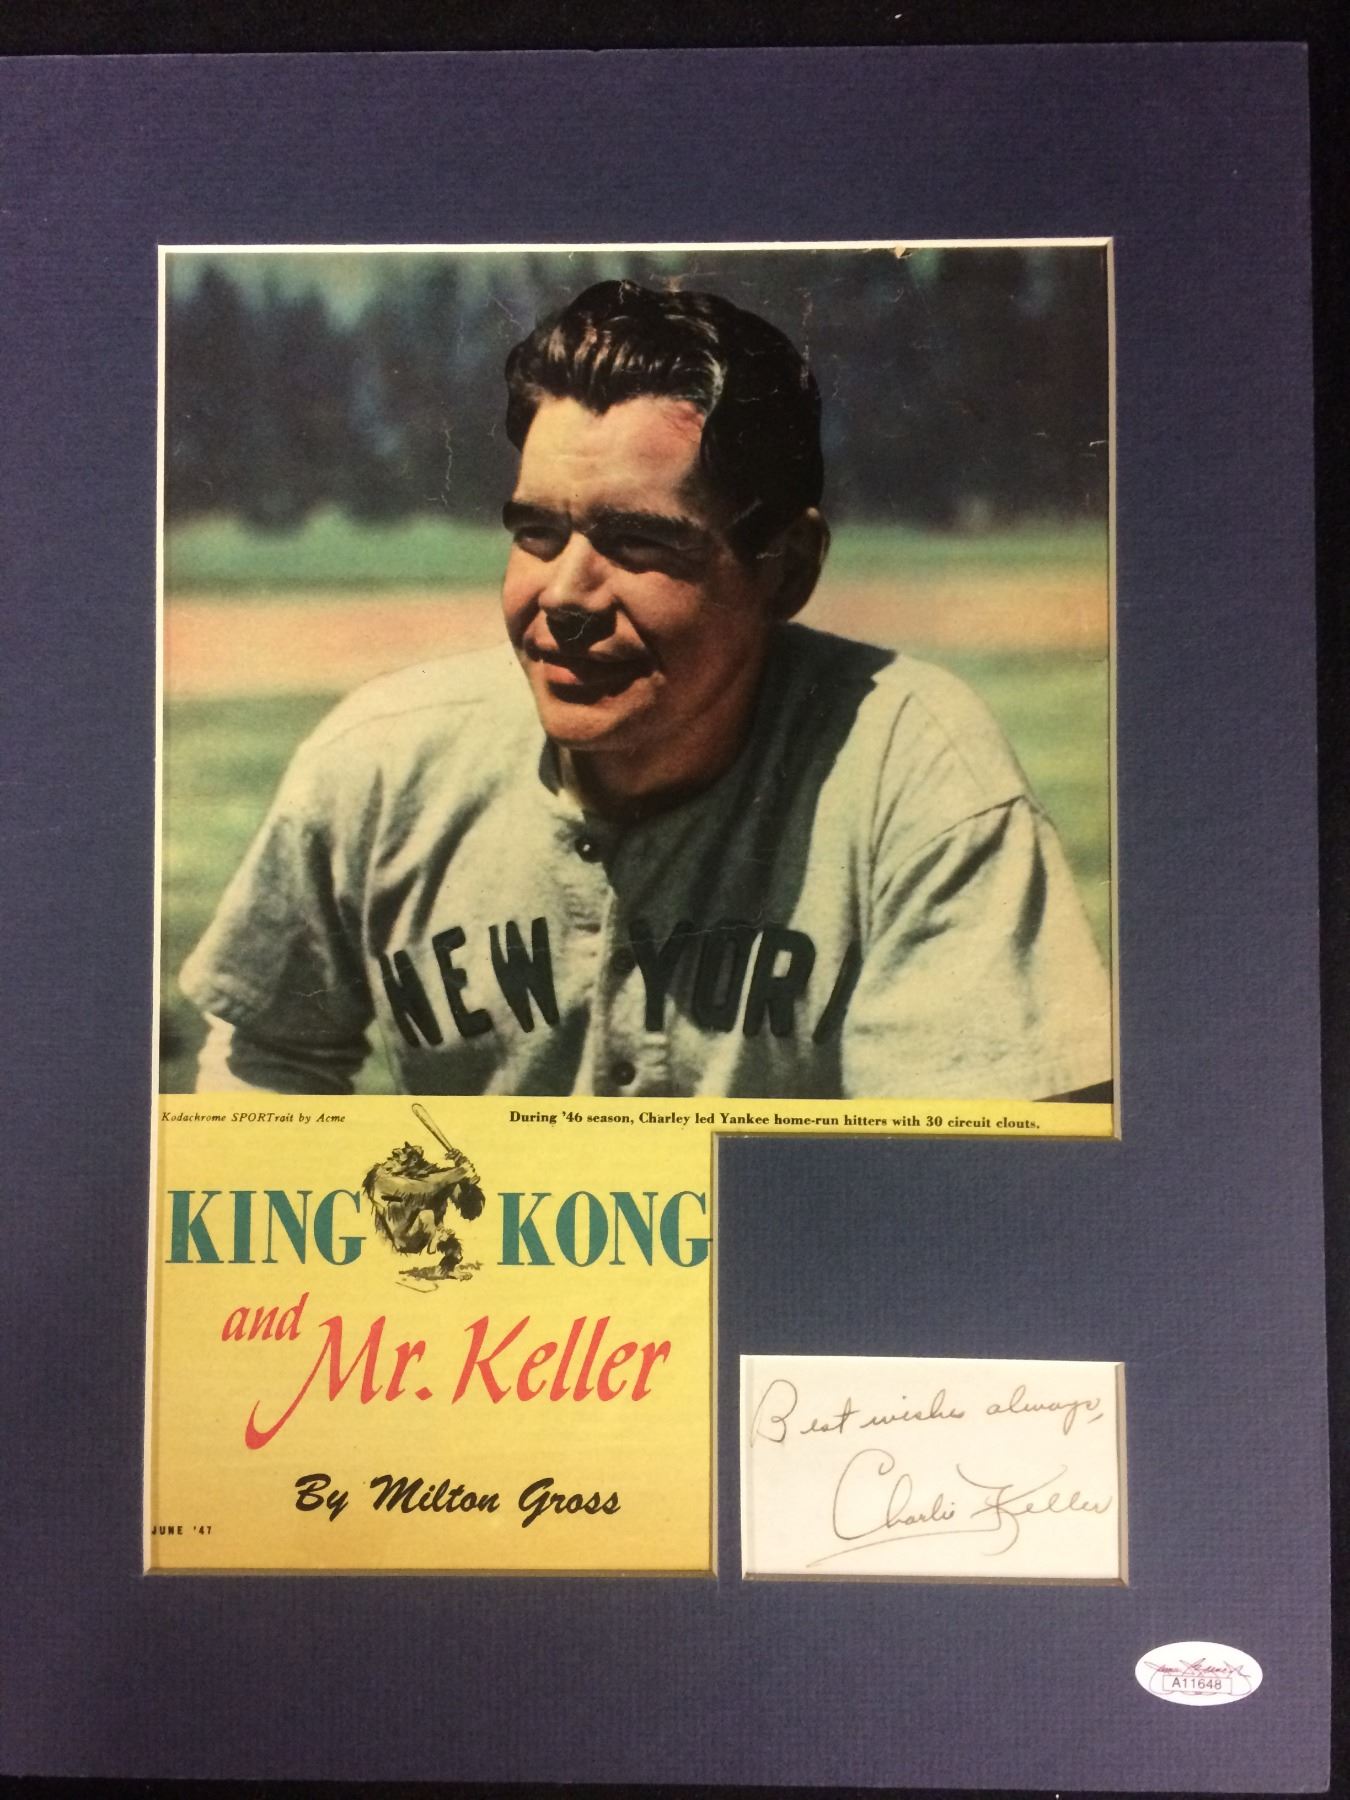 NEW YORK
Kodachrome SPORTrait by Acme
During '46 season, Charley led Yankee home-run hitters with 30 circuit clouts.
KING KONG
and Mr. Keller
By Milton Gross
JUNE '47
Best wishes always,
Charlie Keller
A11648